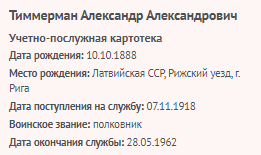 Тиммерман Александр Александрович
Учетно-послужная картотека
Дата рождения: 10.10.1888
Место рождения: Латвийская ССР, Рижский уезд, г.
Рига
Дата поступления на службу: 07.11.1918
Воинское звание: полковник
Дата окончания службы: 28.05.1962